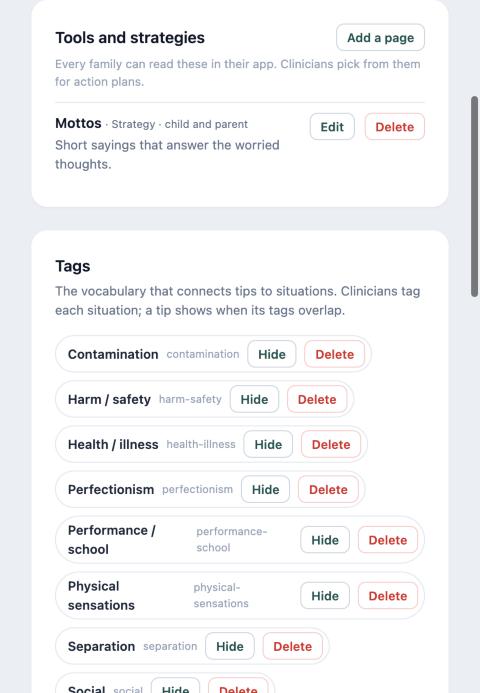 Tools and strategies
Add a page
Every family can read these in their app. Clinicians pick from them
for action plans.
Mottos · Strategy · child and parent
Edit
Delete
Short sayings that answer the worried
thoughts.
Tags
The vocabulary that connects tips to situations. Clinicians tag
each situation; a tip shows when its tags overlap.
Contamination contamination Hide Delete
Harm / safety harm-safety Hide Delete
Health / illness health-illness Hide Delete
Perfectionism perfectionism Hide Delete
Performance /
school
performance-
school
Hide Delete
Physical
sensations
physical-
sensations
Hide Delete
Separation separation Hide Delete
Social social Hide Delete